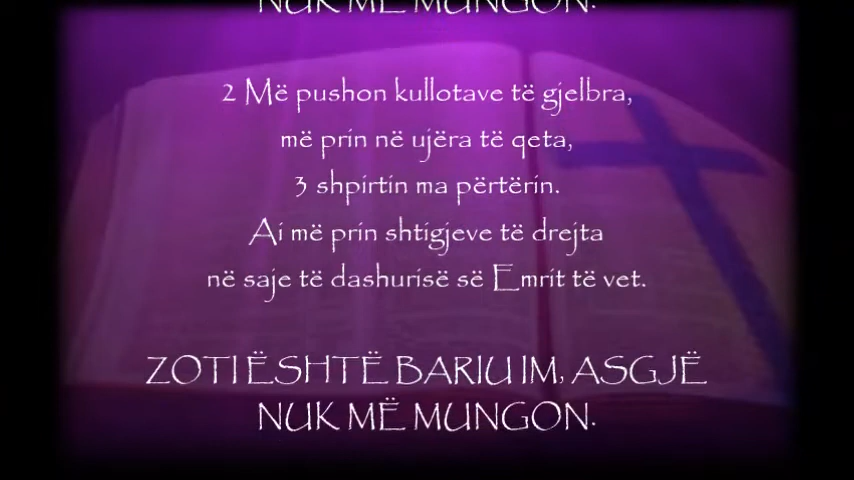 NUK MË MUNGON.
2 Më pushon kullotave të gjelbra,
më prin në ujëra të qeta,
3 shpirtin ma përtërin.
Ai më prin shtigjeve të drejta
në saje të dashurisë së Emrit të vet.
ZOTI ËSHTË BARIU IM, ASGJË
NUK MË MUNGON.